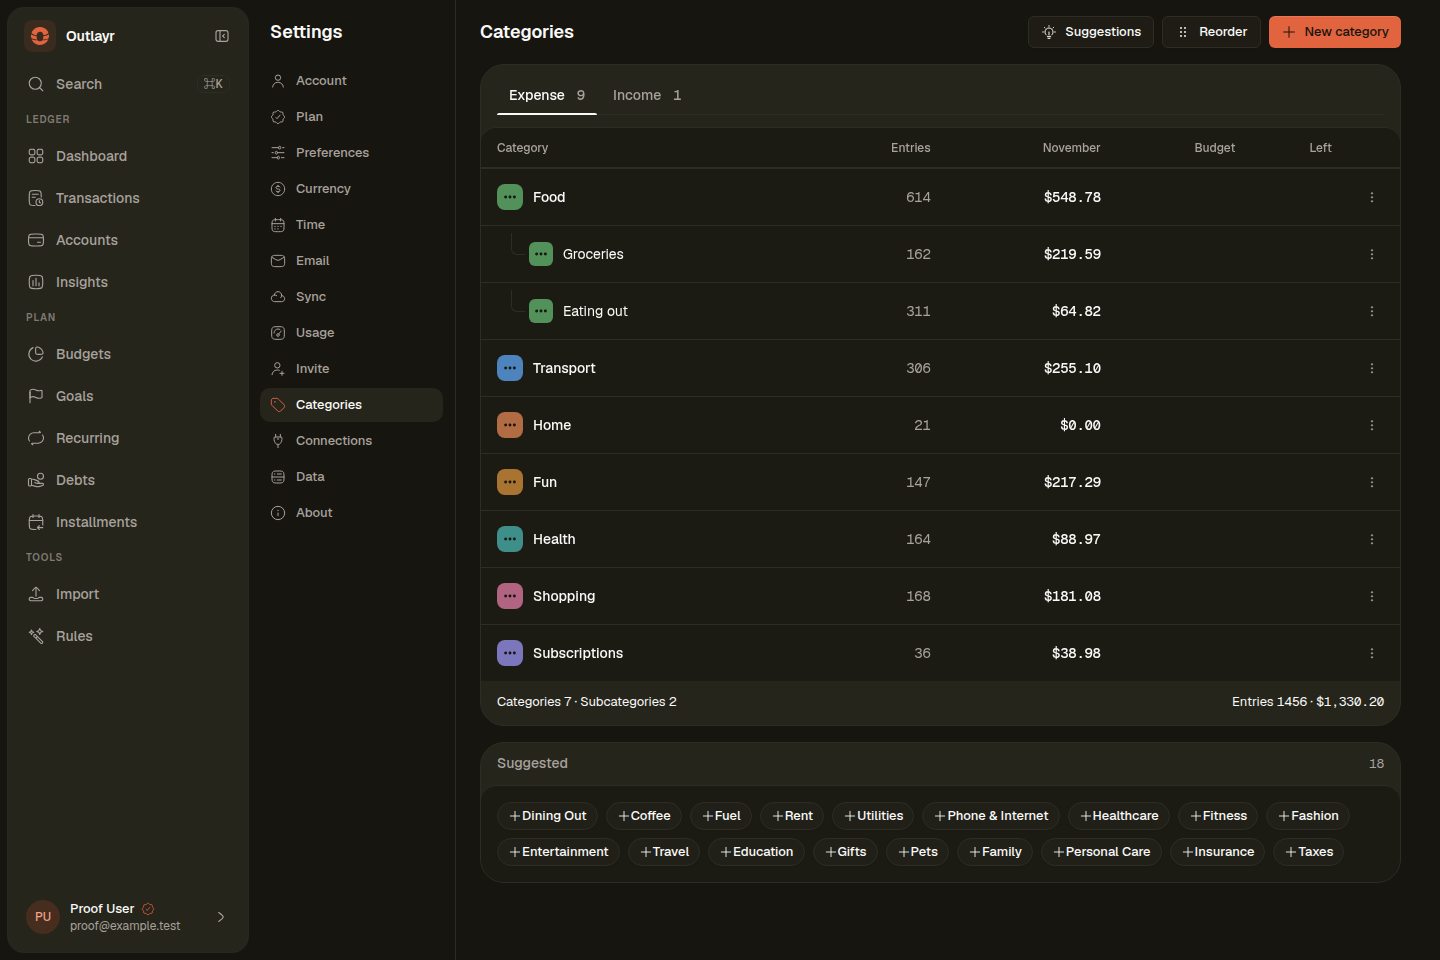 Outlayr
Search ⌘K
LEDGER
Dashboard
Transactions
Accounts
Insights
PLAN
Budgets
Goals
Recurring
Debts
Installments
TOOLS
Import
Rules
PU
Proof User
proof@example.test
Settings
Account
Plan
Preferences
Currency
Time
Email
Sync
Usage
Invite
Categories
Connections
Data
About
Categories
Suggestions
Reorder
New category
Expense 9 Income 1
Category Entries November Budget Left
Food 614 $548.78
Groceries 162 $219.59
Eating out 311 $64.82
Transport 306 $255.10
Home 21 $0.00
Fun 147 $217.29
Health 164 $88.97
Shopping 168 $181.08
Subscriptions 36 $38.98
Categories 7 · Subcategories 2 Entries 1456 · $1,330.20
Suggested 18
+Dining Out +Coffee +Fuel +Rent +Utilities +Phone & Internet +Healthcare +Fitness +Fashion
+Entertainment +Travel +Education +Gifts +Pets +Family +Personal Care +Insurance +Taxes